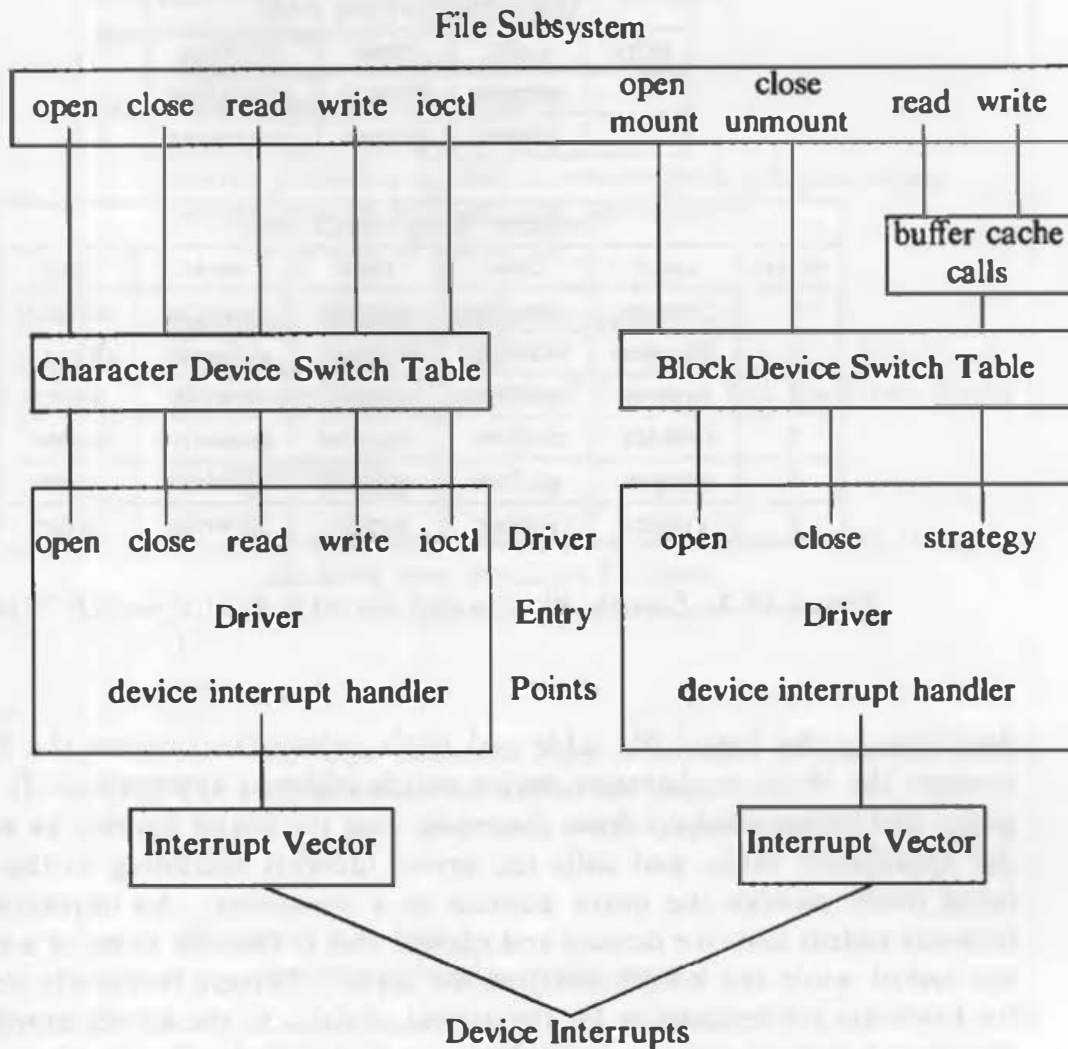 File Subsystem
open close read write ioctl open mount close unmount read write
buffer cache calls
Character Device Switch Table Block Device Switch Table
open close read write ioctl Driver open close strategy
Driver Entry Driver
device interrupt handler Points device interrupt handler
Interrupt Vector Interrupt Vector
Device Interrupts